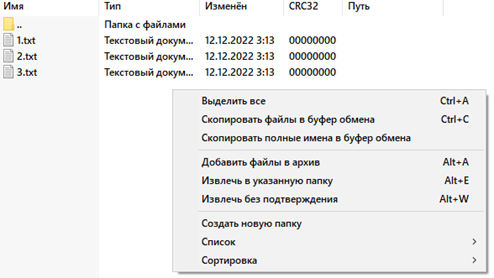 Имя Тип Изменён CRC32 Путь
.. Папка с файлами
1.txt Текстовый докум... 12.12.2022 3:13 00000000
2.txt Текстовый докум... 12.12.2022 3:13 00000000
3.txt Текстовый докум... 12.12.2022 3:13 00000000
Выделить все Ctrl+A
Скопировать файлы в буфер обмена Ctrl+C
Скопировать полные имена в буфер обмена
Добавить файлы в архив Alt+A
Извлечь в указанную папку Alt+E
Извлечь без подтверждения Alt+W
Создать новую папку
Список
Сортировка